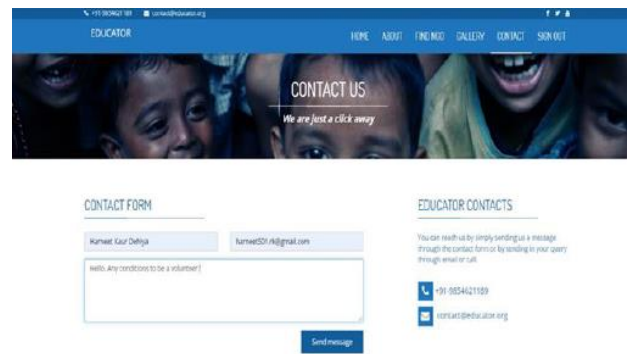 +91-9854621189 contact@educator.org
EDUCATOR HOME ABOUT FIND NGO GALLERY CONTACT SIGN OUT
CONTACT US
We are just a click away
CONTACT FORM
Harneet Kaur Dehiya
Hello. Any conditions to be a volunteer
Send message
EDUCATOR CONTACTS
You can reach us by simply sending us a message
through the contact form or by sending in your query
through email or call.
+91-9854621189
contact@educator.org